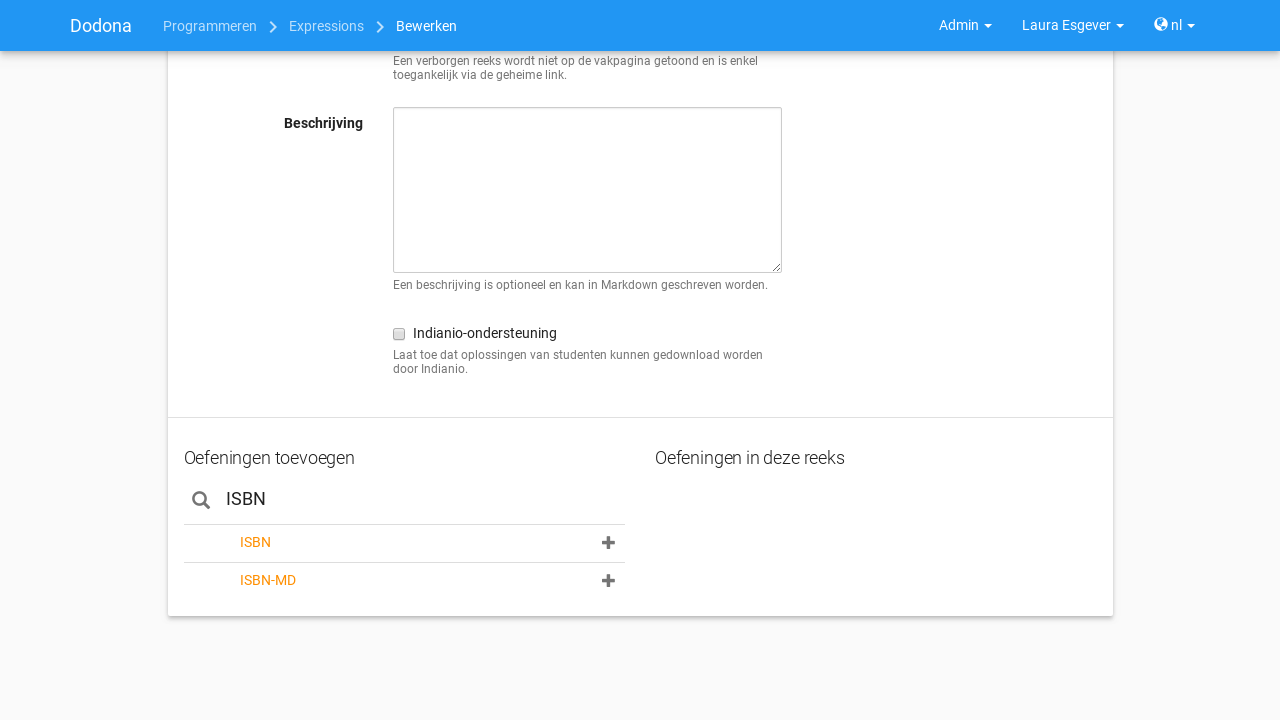 Dodona Programmeren Expressions Bewerken Admin Laura Esgever nl
Een verborgen reeks wordt niet op de vakpagina getoond en is enkel
toegankelijk via de geheime link.
Beschrijving
Een beschrijving is optioneel en kan in Markdown geschreven worden.
Indianio-ondersteuning
Laat toe dat oplossingen van studenten kunnen gedownload worden
door Indianio.
Oefeningen toevoegen
ISBN
ISBN
ISBN-MD
Oefeningen in deze reeks